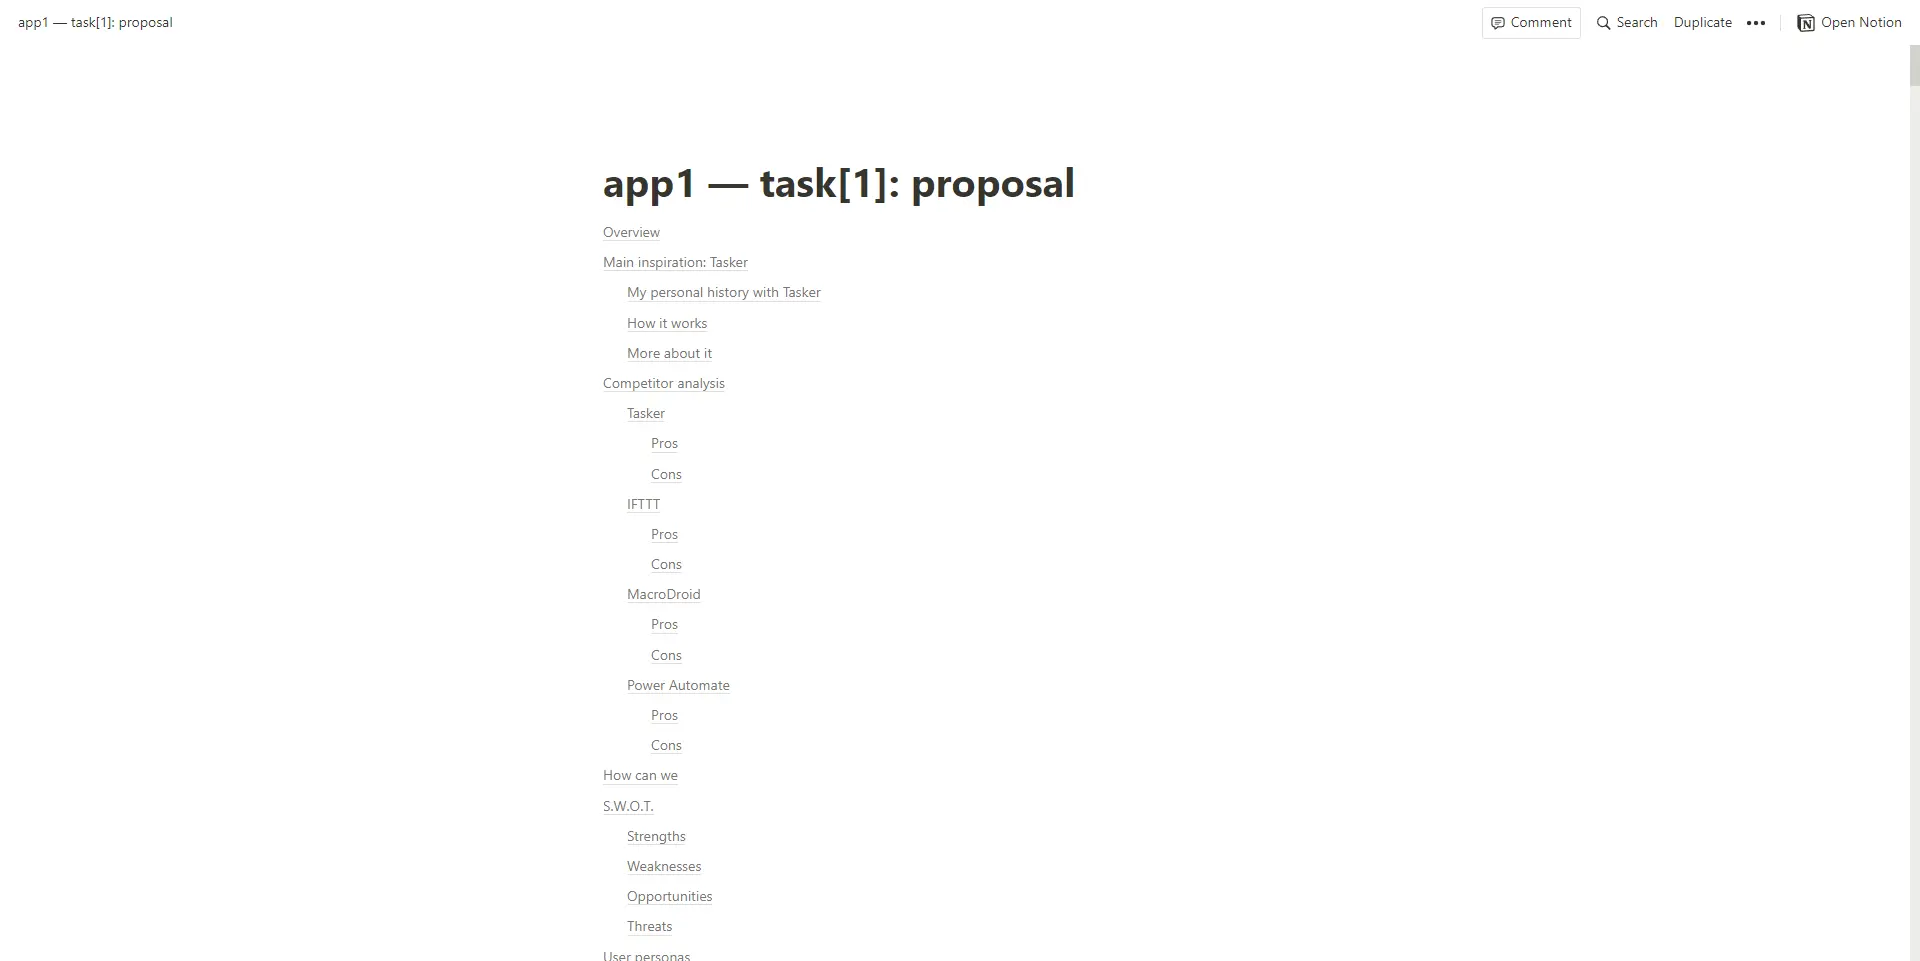 app1 — task[1]: proposal
Comment
Search
Duplicate
•••
Open Notion
app1 — task[1]: proposal
Overview
Main inspiration: Tasker
My personal history with Tasker
How it works
More about it
Competitor analysis
Tasker
Pros
Cons
IFTTT
Pros
Cons
MacroDroid
Pros
Cons
Power Automate
Pros
Cons
How can we
S.W.O.T.
Strengths
Weaknesses
Opportunities
Threats
User personas